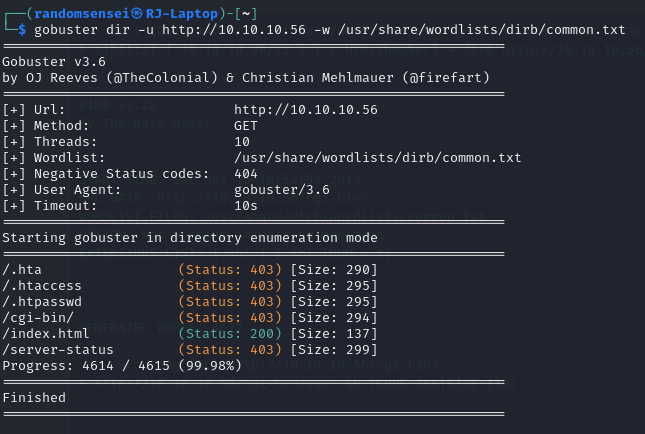 ┌──(randomsensei㉿RJ-Laptop)-[~]
└─$ gobuster dir -u http://10.10.10.56 -w /usr/share/wordlists/dirb/common.txt
===============================================================
Gobuster v3.6
by OJ Reeves (@TheColonial) & Christian Mehlmauer (@firefart)
===============================================================
[+] Url:                     http://10.10.10.56
[+] Method:                  GET
[+] Threads:                 10
[+] Wordlist:                /usr/share/wordlists/dirb/common.txt
[+] Negative Status codes:   404
[+] User Agent:              gobuster/3.6
[+] Timeout:                 10s
===============================================================
Starting gobuster in directory enumeration mode
===============================================================
/.hta                 (Status: 403) [Size: 290]
/.htaccess            (Status: 403) [Size: 295]
/.htpasswd            (Status: 403) [Size: 295]
/cgi-bin/             (Status: 403) [Size: 294]
/index.html           (Status: 200) [Size: 137]
/server-status        (Status: 403) [Size: 299]
Progress: 4614 / 4615 (99.98%)
===============================================================
Finished
===============================================================